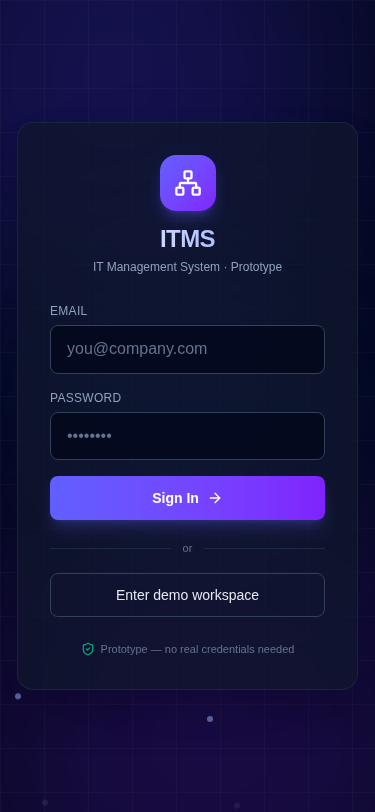 ITMS
IT Management System · Prototype
EMAIL
you@company.com
PASSWORD
••••••••
Sign In
or
Enter demo workspace
Prototype — no real credentials needed